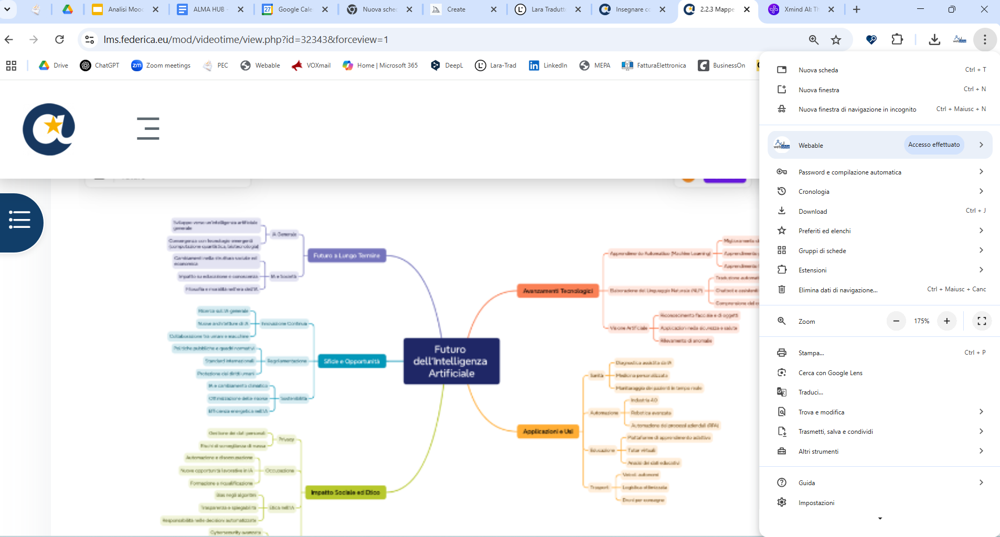 Analisi Mood
ALMA HUB -
27
Google Cale
Nuova sche
Create
L'
Lara Tradutt
Insegnare co
2.2.3 Mappe
Xmind AI: Th
lms.federica.eu/mod/videotime/view.php?id=32343&forceview=1
webable
Drive
ChatGPT
zm
Zoom meetings
PEC
Webable
VOXmail
Home | Microsoft 365
DeepL
L'
Lara-Trad
in
LinkedIn
MEPA
FatturaElettronica
BusinessOn
Nuova scheda
Ctrl + T
Nuova finestra
Ctrl + N
Nuova finestra di navigazione in incognito
Ctrl + Maiusc + N
webable
Webable
Accesso effettuato
Password e compilazione automatica
Cronologia
Download
Ctrl + J
Preferiti ed elenchi
Gruppi di schede
Estensioni
Elimina dati di navigazione...
Ctrl + Maiusc + Canc
Zoom
175%
Stampa...
Ctrl + P
Cerca con Google Lens
Traduci...
Trova e modifica
Trasmetti, salva e condividi
Altri strumenti
Guida
Impostazioni
Sviluppo verso un'intelligenza artificiale
generale
IA Generale
Convergenza con tecnologie emergenti
(computazione quantistica, biotecnologia)
Futuro a Lungo Termine
Cambiamenti nella struttura sociale ed
economica
Impatto su educazione e conoscenza
IA e Società
Filosofia e moralità nell'era dell'IA
Ricerca sull'IA generale
Nuove architetture di IA
Innovazione Continua
Collaborazione tra umani e macchine
Politiche pubbliche e quadri normativi
Standard internazionali
Regolamentazione
Protezione dei diritti umani
Sfide e Opportunità
IA e cambiamento climatico
Ottimizzazione delle risorse
Sostenibilità
Efficienza energetica nell'IA
Futuro
dell'Intelligenza
Artificiale
Gestione dei dati personali
Privacy
Rischi di sorveglianza di massa
Automazione e disoccupazione
Nuove opportunità lavorative in IA
Occupazione
Formazione e riqualificazione
Impatto Sociale ed Etico
Bias negli algoritmi
Trasparenza e spiegabilità
Etica nell'IA
Responsabilità nelle decisioni automatizzate
Cybersecurity avanzata
Avanzamenti Tecnologici
Apprendimento Automatico (Machine Learning)
Miglioramento d
Apprendimento
Apprendimento
Elaborazione del Linguaggio Naturale (NLP)
Traduzione automat
Chatbot e assistenti
Comprensione del
Visione Artificiale
Riconoscimento facciale e di oggetti
Applicazioni nella sicurezza e salute
Rilevamento di anomalie
Applicazioni e Usi
Sanità
Diagnostica assistita da IA
Medicina personalizzata
Monitoraggio dei pazienti in tempo reale
Automazione
Industria 4.0
Robotica avanzata
Automazione dei processi aziendali (RPA)
Educazione
Piattaforme di apprendimento adattivo
Tutor virtuali
Analisi dei dati educativi
Trasporti
Veicoli autonomi
Logistica ottimizzata
Droni per consegne